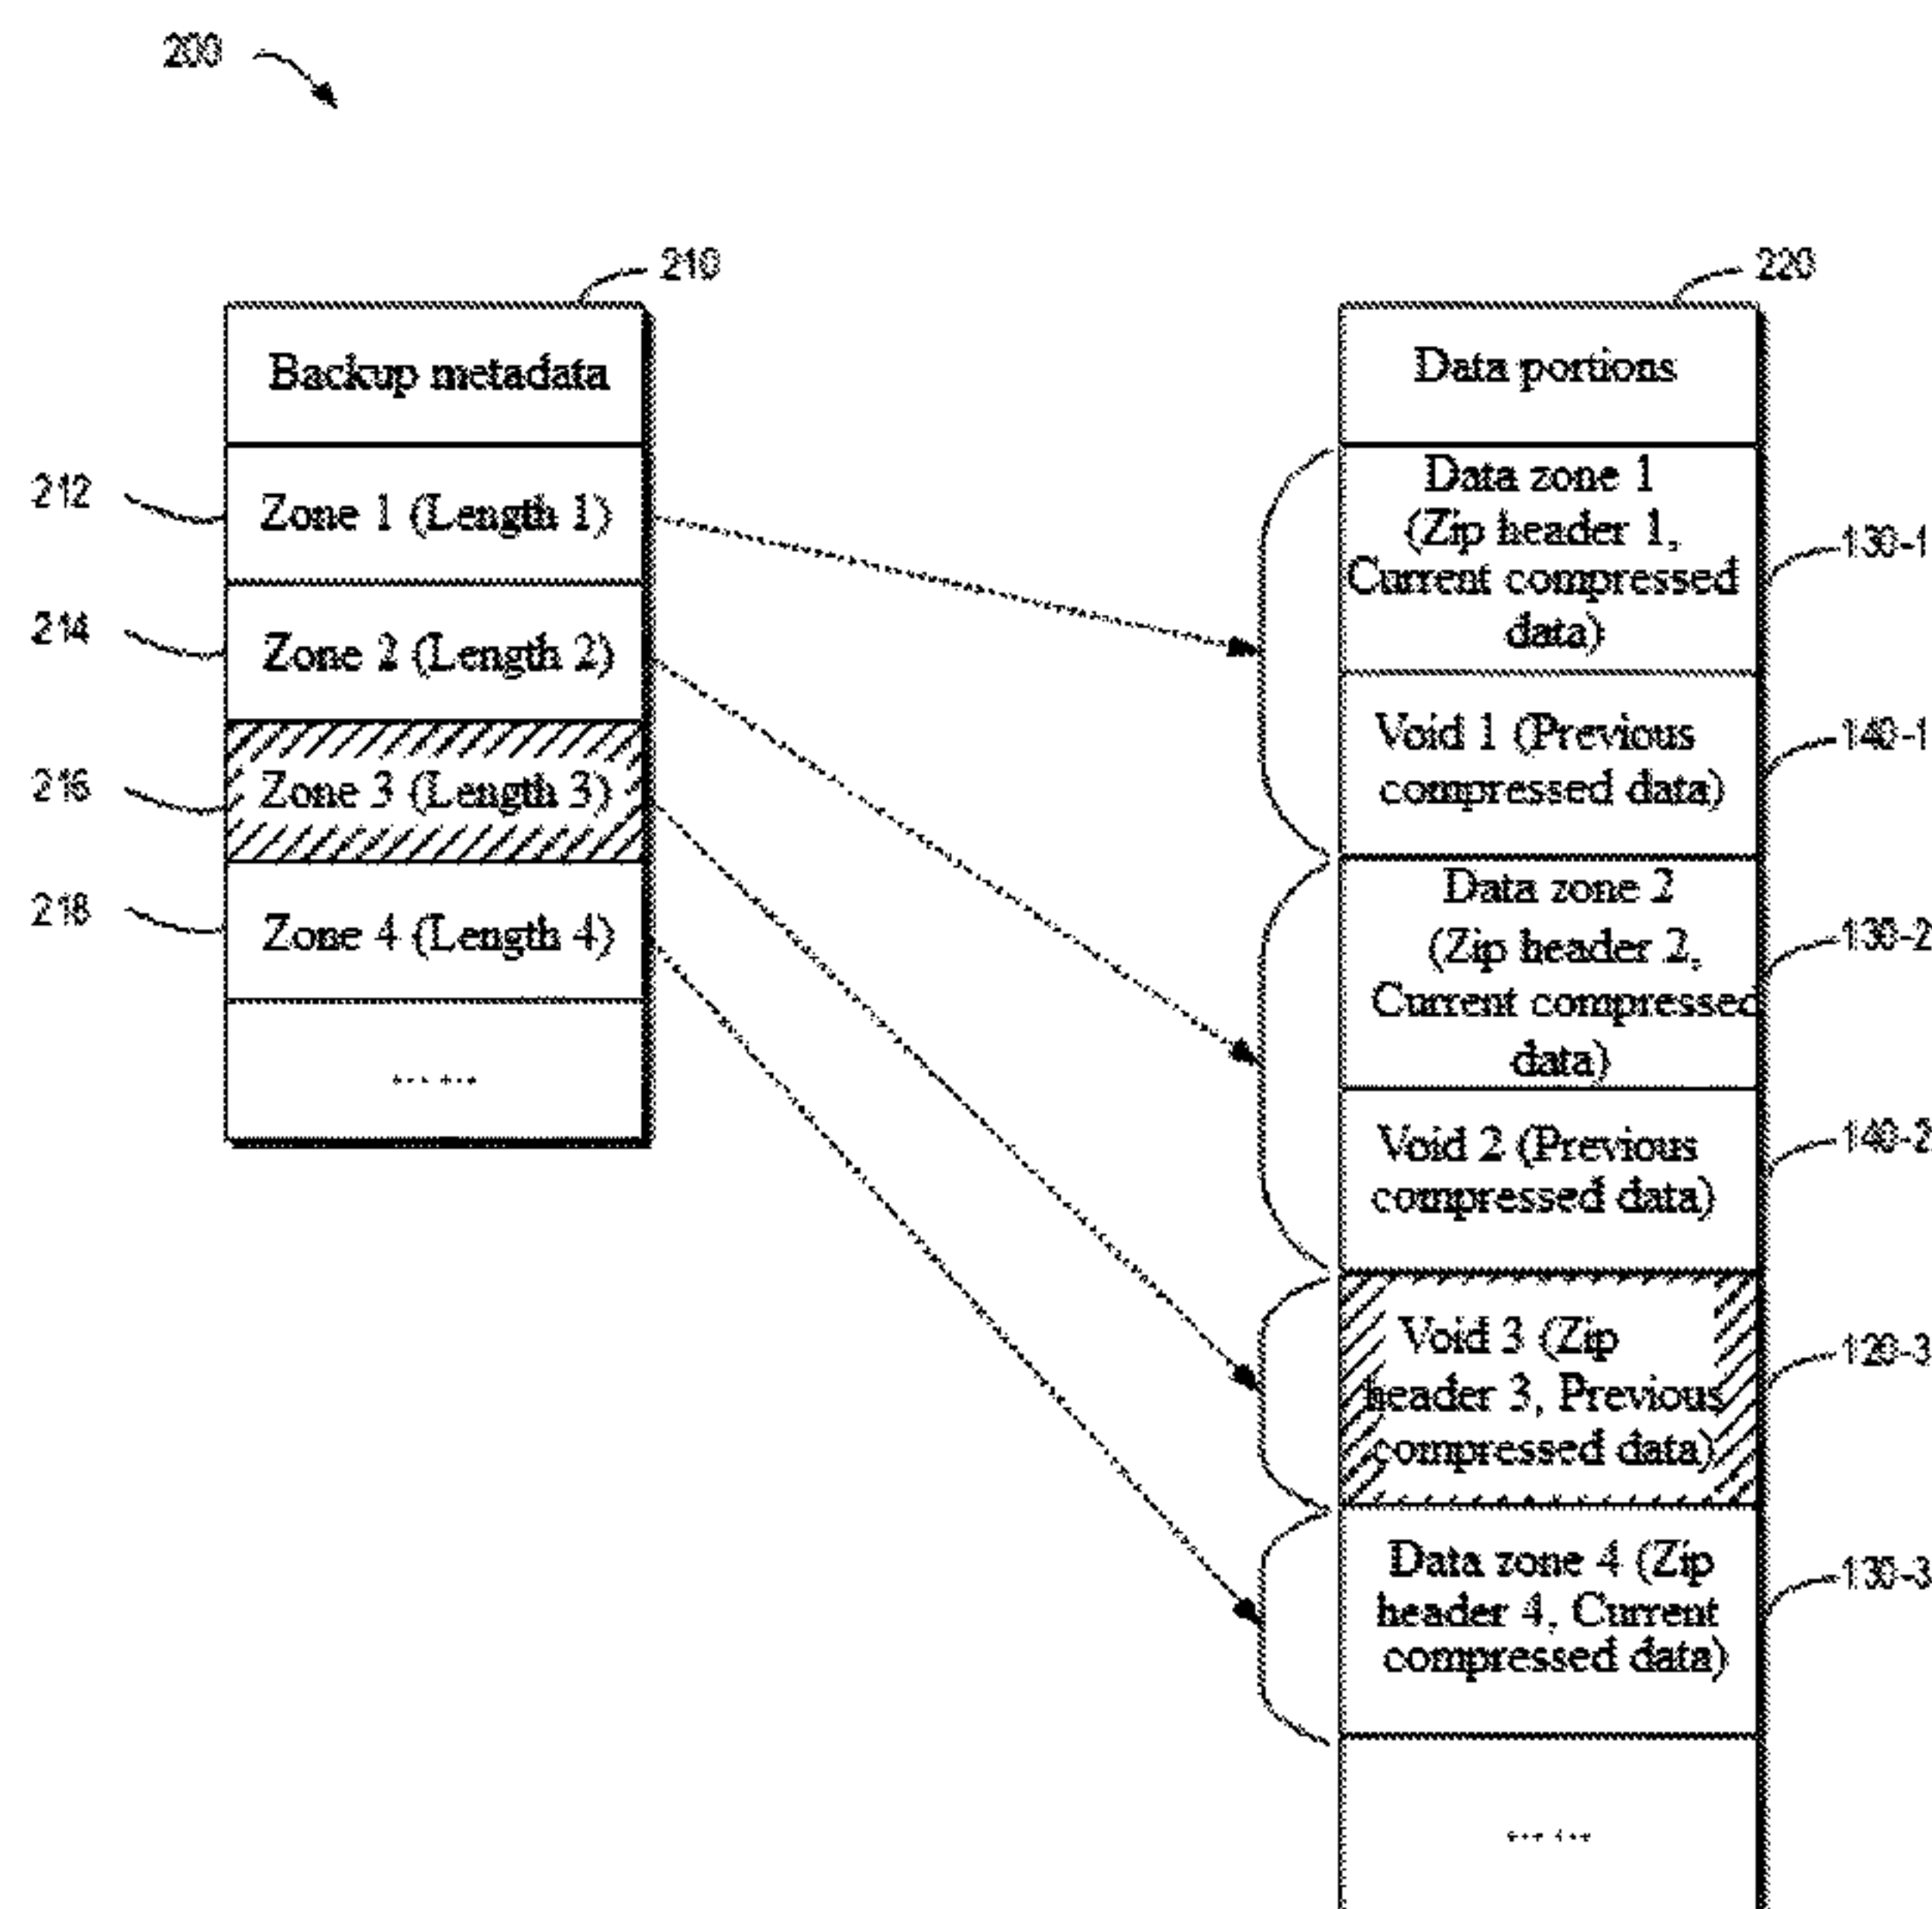 200
210
Backup metadata
212
Zone 1 (Length 1)
214
Zone 2 (Length 2)
216
Zone 3 (Length 3)
218
Zone 4 (Length 4)
......
220
Data portions
Data zone 1
(Zip header 1,
Current compressed
data)
130-1
Void 1 (Previous
compressed data)
140-1
Data zone 2
(Zip header 2,
Current compressed
data)
130-2
Void 2 (Previous
compressed data)
140-2
Void 3 (Zip
header 3, Previous
compressed data)
120-3
Data zone 4 (Zip
header 4, Current
compressed data)
130-3
......